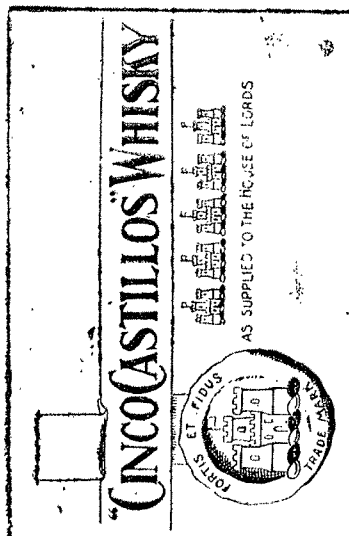 "CINCO CASTILLOS" WHISKY
AS SUPPLIED TO THE HOUSE OF LORDS
FORTIS ET FIDUS
TRADE MARK